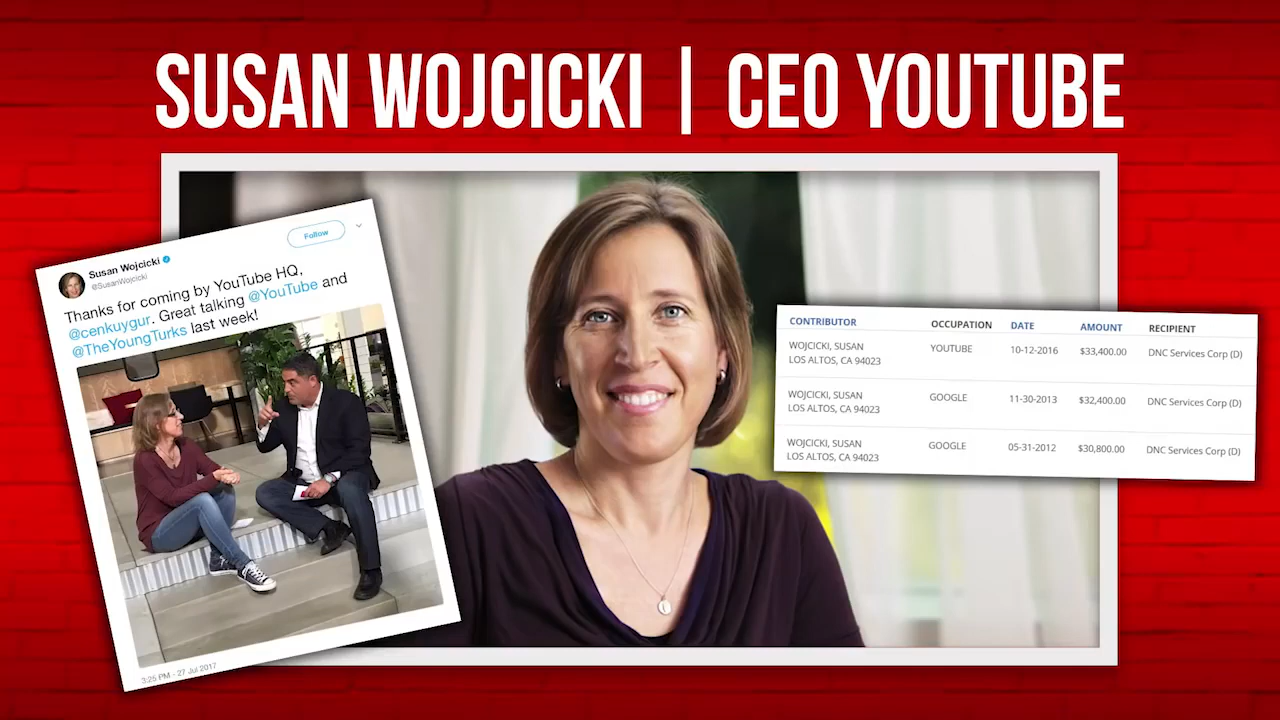 SUSAN WOJCICKI | CEO YOUTUBE
Susan Wojcicki
@SusanWojcicki
Follow
Thanks for coming by YouTube HQ,
@cenkuygur. Great talking @YouTube and
@TheYoungTurks last week!
3:25 PM - 27 Jul 2017
CONTRIBUTOR OCCUPATION DATE AMOUNT RECIPIENT
WOJCICKI, SUSAN YOUTUBE 10-12-2016 $33,400.00 DNC Services Corp (D)
LOS ALTOS, CA 94023
WOJCICKI, SUSAN GOOGLE 11-30-2013 $32,400.00 DNC Services Corp (D)
LOS ALTOS, CA 94023
WOJCICKI, SUSAN GOOGLE 05-31-2012 $30,800.00 DNC Services Corp (D)
LOS ALTOS, CA 94023